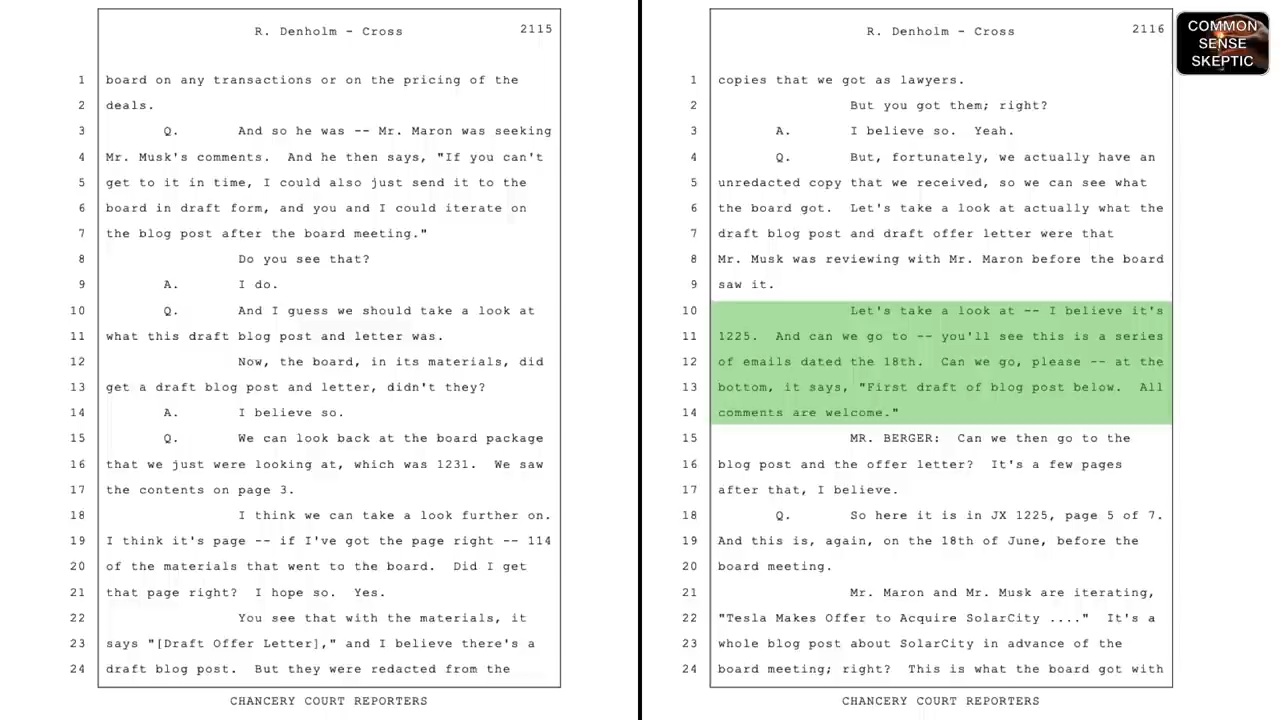 R. Denholm - Cross 2115
1 board on any transactions or on the pricing of the
2 deals.
3 Q. And so he was -- Mr. Maron was seeking
4 Mr. Musk's comments. And he then says, "If you can't
5 get to it in time, I could also just send it to the
6 board in draft form, and you and I could iterate on
7 the blog post after the board meeting."
8 Do you see that?
9 A. I do.
10 Q. And I guess we should take a look at
11 what this draft blog post and letter was.
12 Now, the board, in its materials, did
13 get a draft blog post and letter, didn't they?
14 A. I believe so.
15 Q. We can look back at the board package
16 that we just were looking at, which was 1231. We saw
17 the contents on page 3.
18 I think we can take a look further on.
19 I think it's page -- if I've got the page right -- 114
20 of the materials that went to the board. Did I get
21 that page right? I hope so. Yes.
22 You see that with the materials, it
23 says "[Draft Offer Letter]," and I believe there's a
24 draft blog post. But they were redacted from the
CHANCERY COURT REPORTERS
R. Denholm - Cross 2116
1 copies that we got as lawyers.
2 But you got them; right?
3 A. I believe so. Yeah.
4 Q. But, fortunately, we actually have an
5 unredacted copy that we received, so we can see what
6 the board got. Let's take a look at actually what the
7 draft blog post and draft offer letter were that
8 Mr. Musk was reviewing with Mr. Maron before the board
9 saw it.
10 Let's take a look at -- I believe it's
11 1225. And can we go to -- you'll see this is a series
12 of emails dated the 18th. Can we go, please -- at the
13 bottom, it says, "First draft of blog post below. All
14 comments are welcome."
15 MR. BERGER: Can we then go to the
16 blog post and the offer letter? It's a few pages
17 after that, I believe.
18 Q. So here it is in JX 1225, page 5 of 7.
19 And this is, again, on the 18th of June, before the
20 board meeting.
21 Mr. Maron and Mr. Musk are iterating,
22 "Tesla Makes Offer to Acquire SolarCity ...." It's a
23 whole blog post about SolarCity in advance of the
24 board meeting; right? This is what the board got with
CHANCERY COURT REPORTERS
COMMON
SENSE
SKEPTIC